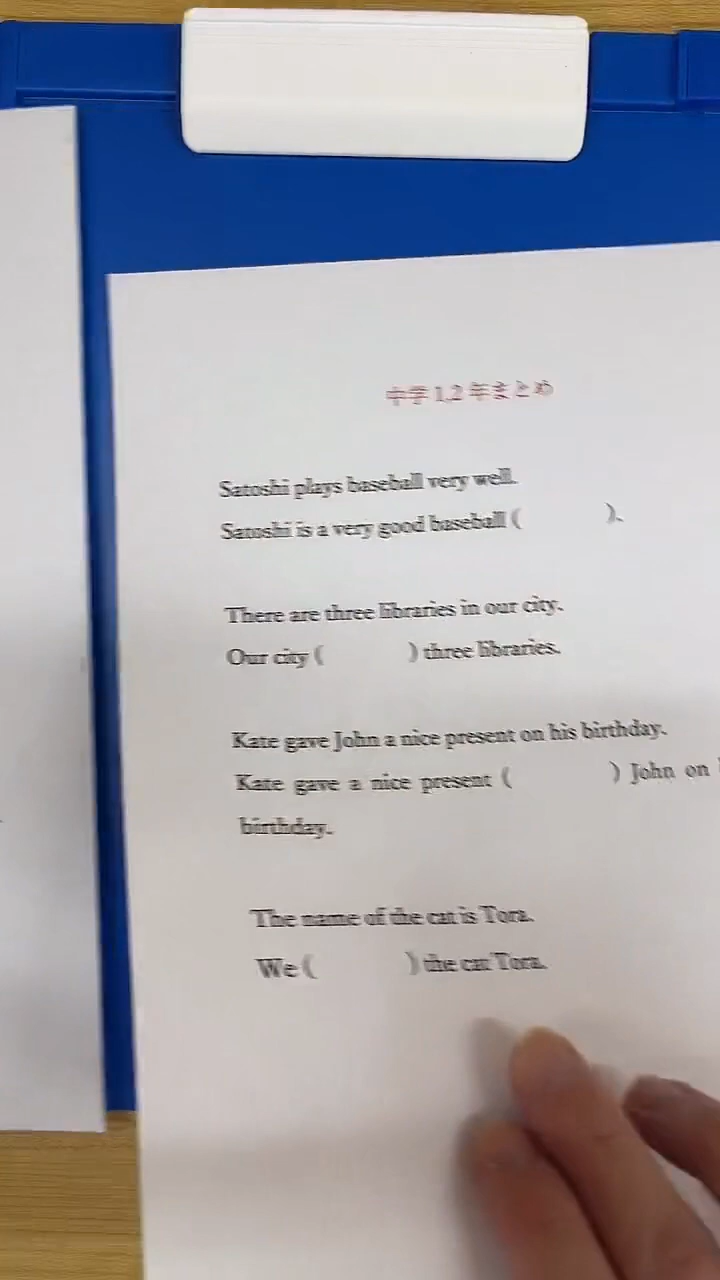 中学1,2年まとめ
Satoshi plays baseball very well.
Satoshi is a very good baseball ( ).
There are three libraries in our city.
Our city ( ) three libraries.
Kate gave John a nice present on his birthday.
Kate gave a nice present ( ) John on
birthday.
The name of the cat is Tora.
We ( ) the cat Tora.